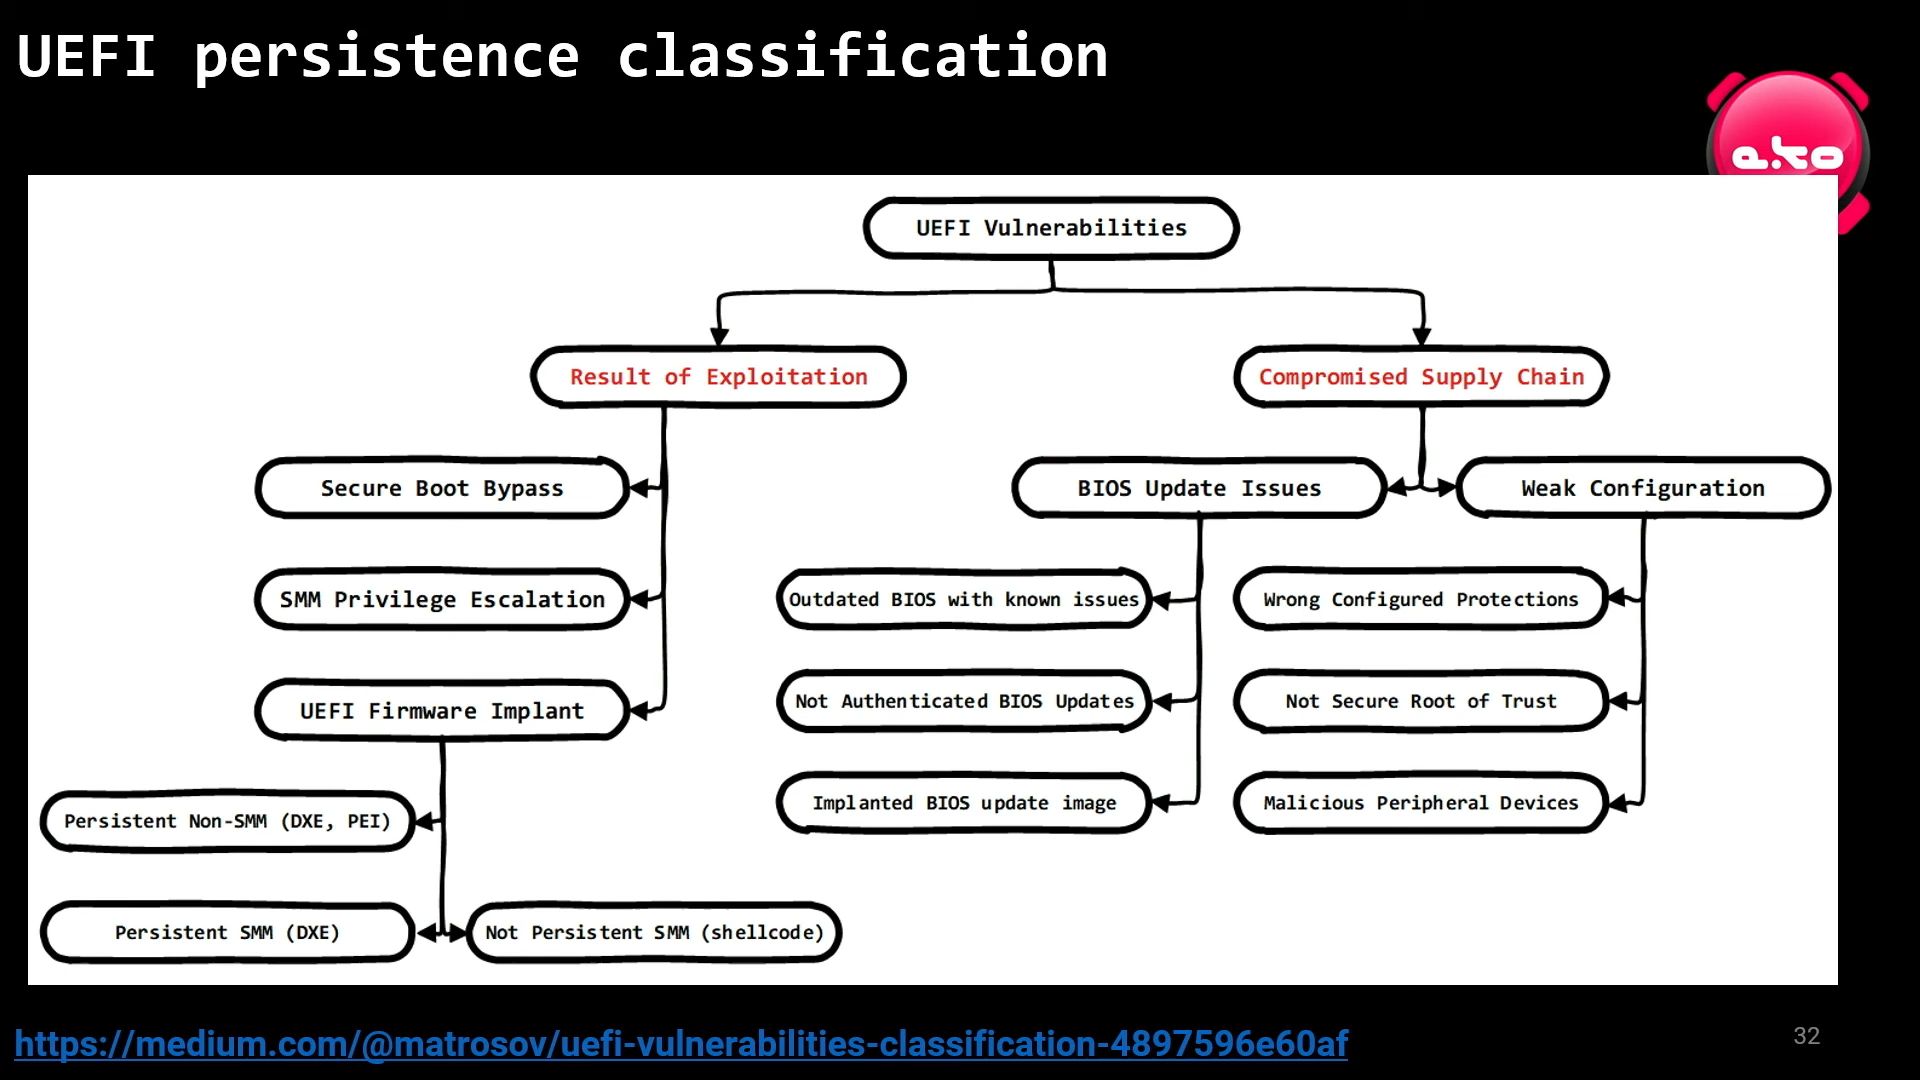 UEFI persistence classification
eko
UEFI Vulnerabilities
Result of Exploitation
Compromised Supply Chain
Secure Boot Bypass
BIOS Update Issues
Weak Configuration
SMM Privilege Escalation
Outdated BIOS with known issues
Wrong Configured Protections
UEFI Firmware Implant
Not Authenticated BIOS Updates
Not Secure Root of Trust
Implanted BIOS update image
Malicious Peripheral Devices
Persistent Non-SMM (DXE, PEI)
Persistent SMM (DXE)
Not Persistent SMM (shellcode)
https://medium.com/@matrosov/uefi-vulnerabilities-classification-4897596e60af
32